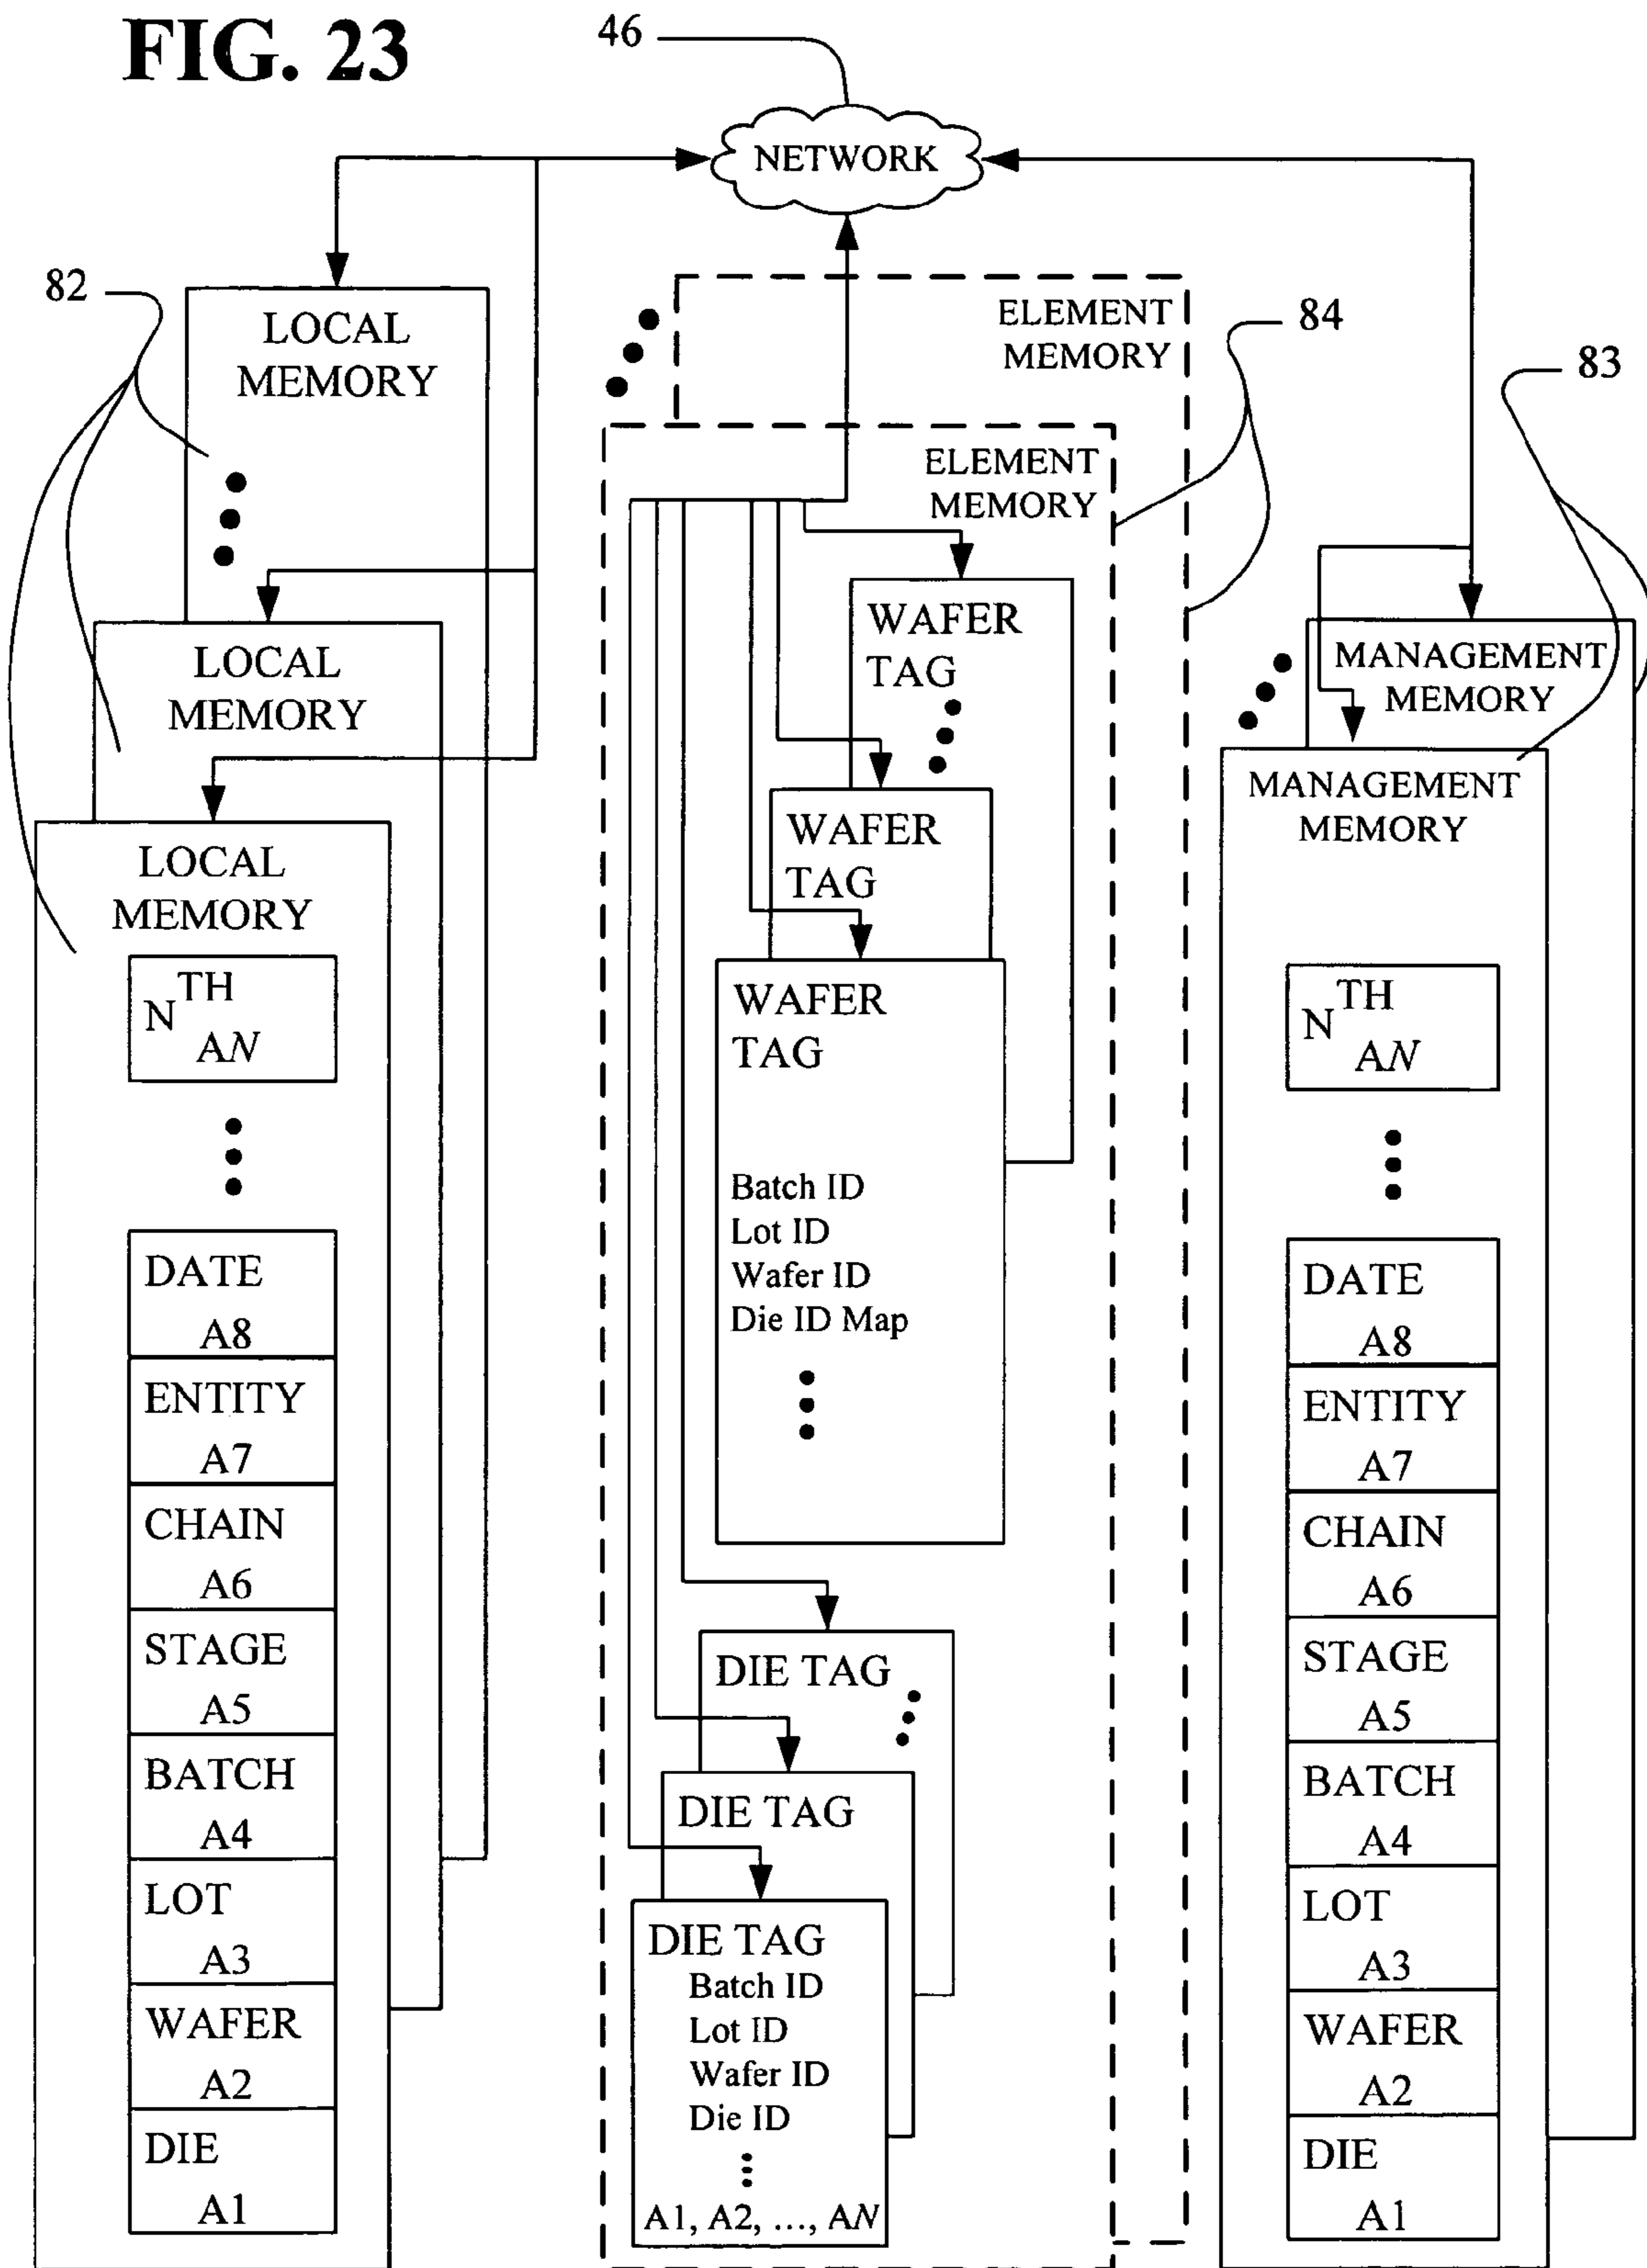 FIG. 23
46
NETWORK
82
LOCAL
MEMORY
LOCAL
MEMORY
LOCAL
MEMORY
N TH
AN
DATE
A8
ENTITY
A7
CHAIN
A6
STAGE
A5
BATCH
A4
LOT
A3
WAFER
A2
DIE
A1
ELEMENT
MEMORY
84
ELEMENT
MEMORY
WAFER
TAG
WAFER
TAG
WAFER
TAG
Batch ID
Lot ID
Wafer ID
Die ID Map
DIE TAG
DIE TAG
DIE TAG
Batch ID
Lot ID
Wafer ID
Die ID
A1, A2, ..., AN
83
MANAGEMENT
MEMORY
MANAGEMENT
MEMORY
N TH
AN
DATE
A8
ENTITY
A7
CHAIN
A6
STAGE
A5
BATCH
A4
LOT
A3
WAFER
A2
DIE
A1